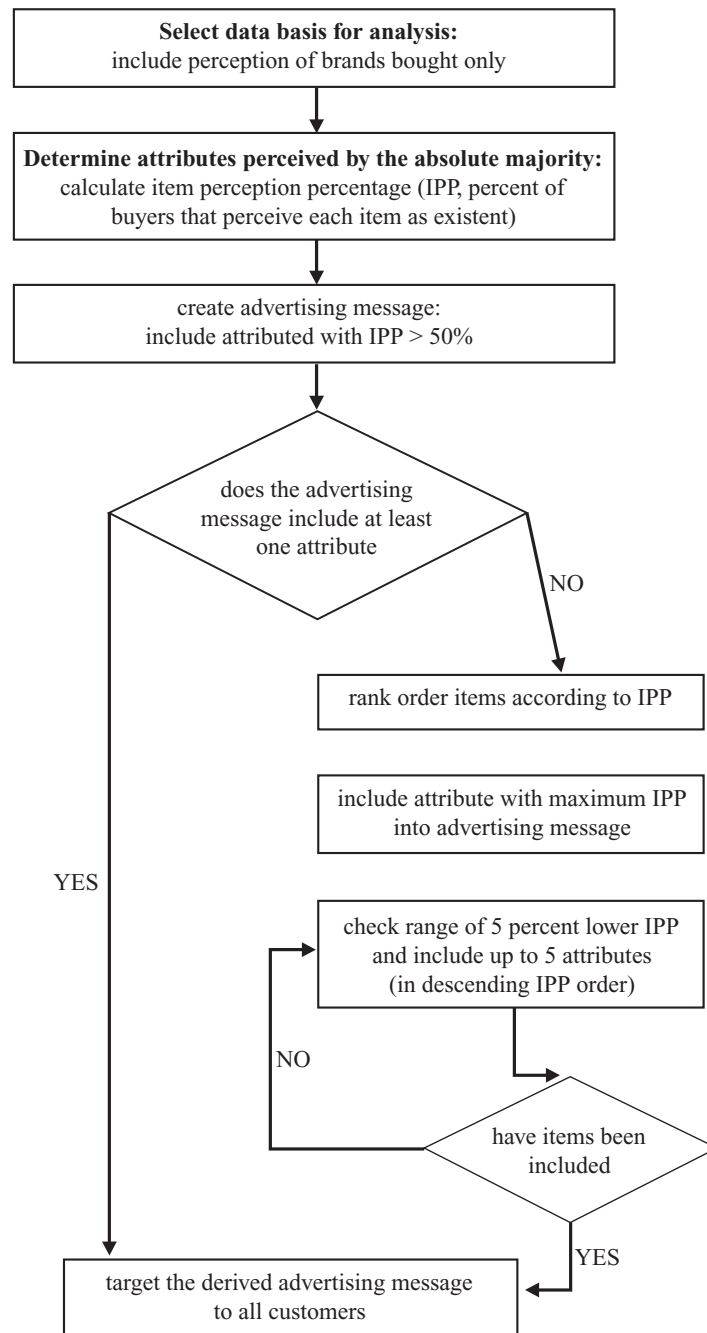 Select data basis for analysis:
include perception of brands bought only
Determine attributes perceived by the absolute majority:
calculate item perception percentage (IPP, percent of
buyers that perceive each item as existent)
create advertising message:
include attributed with IPP > 50%
does the advertising
message include at least
one attribute
NO
rank order items according to IPP
include attribute with maximum IPP
into advertising message
YES
check range of 5 percent lower IPP
and include up to 5 attributes
(in descending IPP order)
NO
have items been
included
YES
target the derived advertising message
to all customers